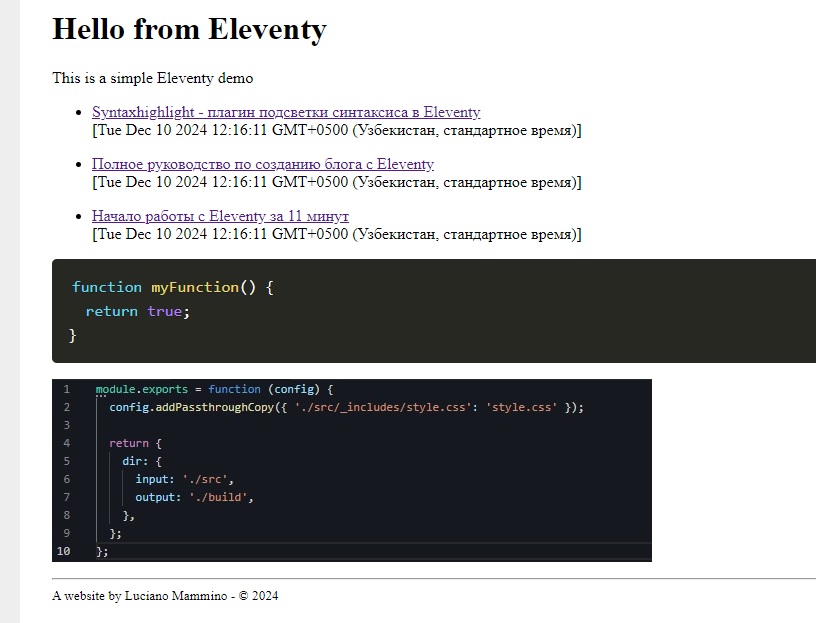 Hello from Eleventy
This is a simple Eleventy demo
Syntaxhighlight - плагин подсветки синтаксиса в Eleventy
[Tue Dec 10 2024 12:16:11 GMT+0500 (Узбекистан, стандартное время)]
Полное руководство по созданию блога с Eleventy
[Tue Dec 10 2024 12:16:11 GMT+0500 (Узбекистан, стандартное время)]
Начало работы с Eleventy за 11 минут
[Tue Dec 10 2024 12:16:11 GMT+0500 (Узбекистан, стандартное время)]
function myFunction() {
  return true;
}
1 module.exports = function (config) {
2   config.addPassthroughCopy({ './src/_includes/style.css': 'style.css' });
3
4   return {
5     dir: {
6       input: './src',
7       output: './build',
8     },
9   };
10 };
A website by Luciano Mammino - © 2024